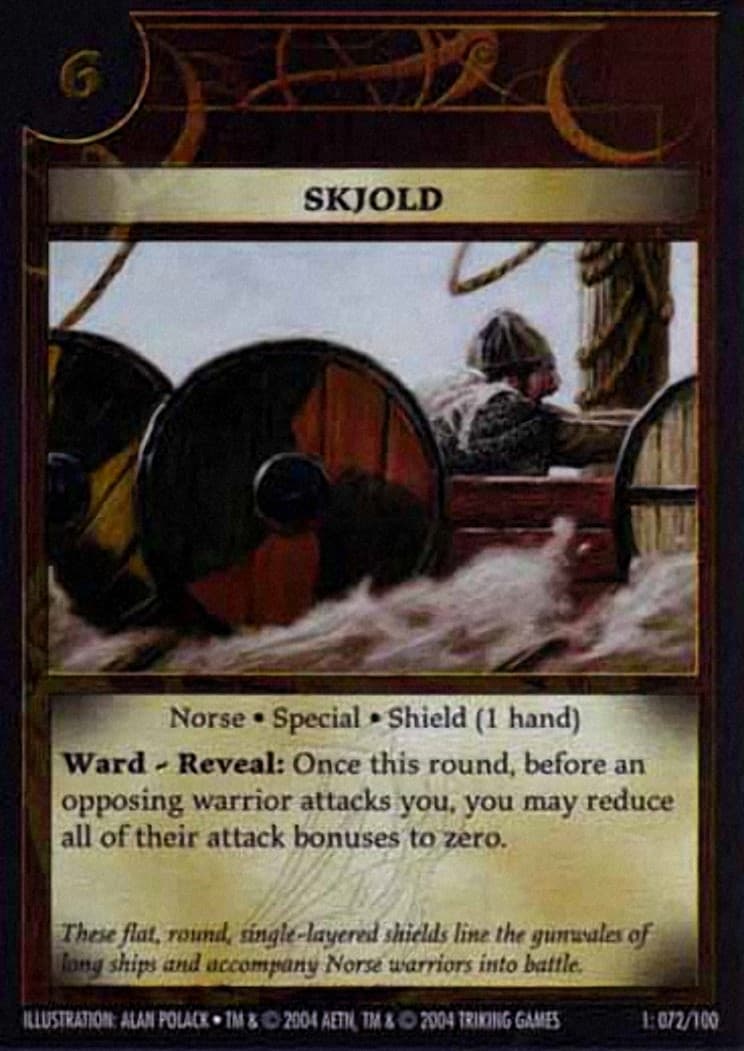 G
SKJOLD
Norse • Special • Shield (1 hand)
Ward ~ Reveal: Once this round, before an
opposing warrior attacks you, you may reduce
all of their attack bonuses to zero.
These flat, round, single-layered shields line the gunwales of
long ships and accompany Norse warriors into battle.
ILLUSTRATION: ALAN POLACK • TM & © 2004 AETH, TM & © 2004 TRIKING GAMES 1: 072/100